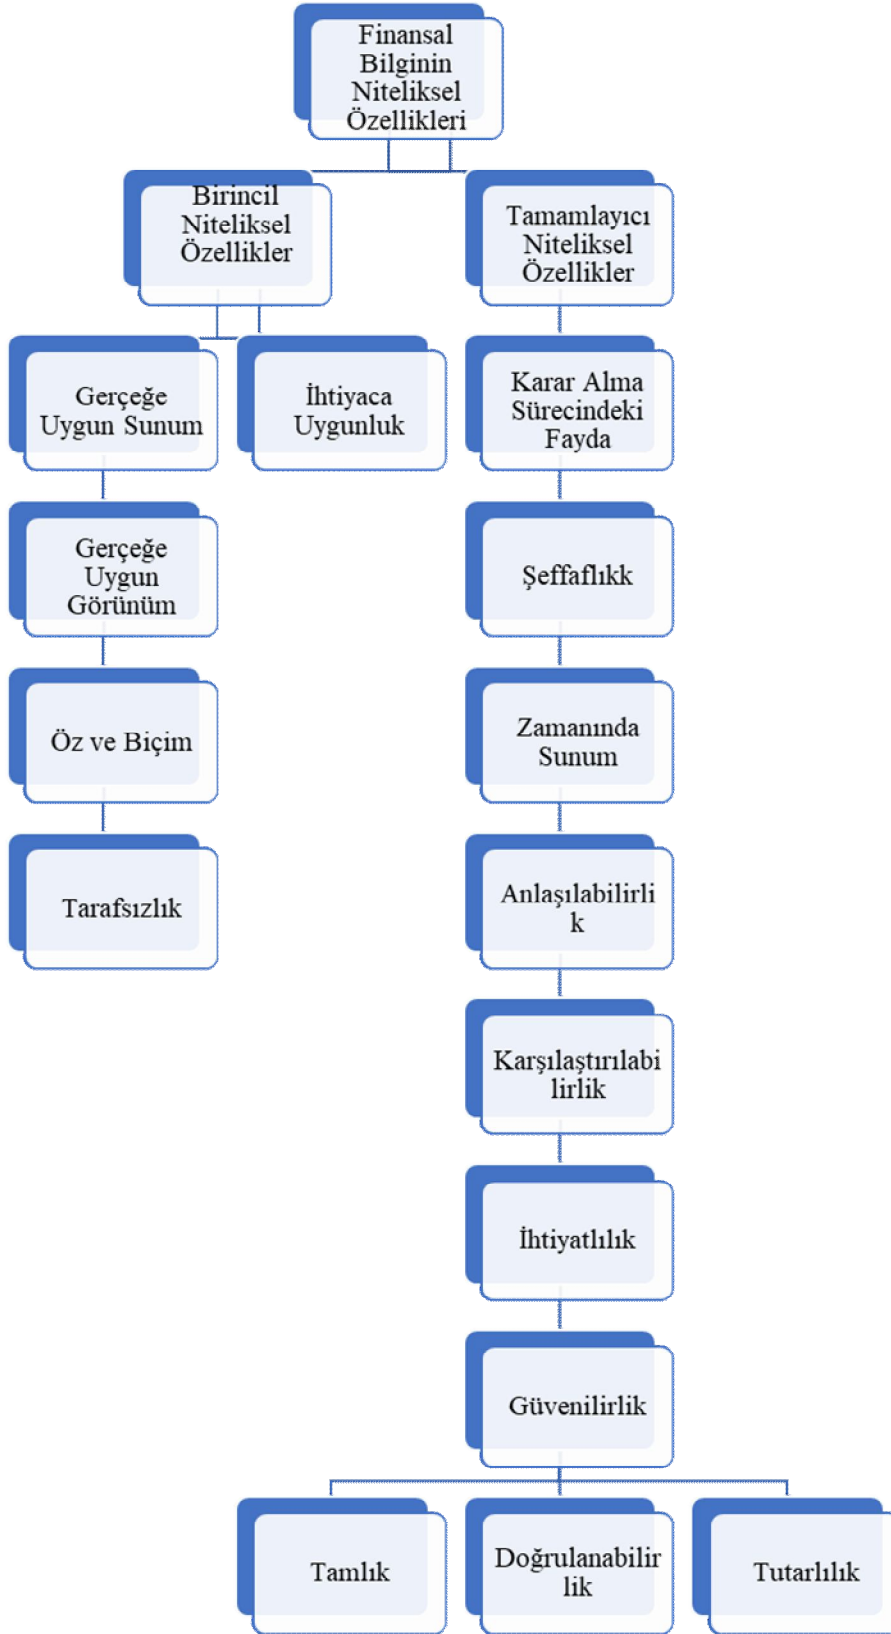 Finansal
Bilginin
Niteliksel
Özellikleri
Birincil
Niteliksel
Özellikler
Tamamlayıcı
Niteliksel
Özellikler
Gerçeğe
Uygun Sunum
İhtiyaca
Uygunluk
Karar Alma
Sürecindeki
Fayda
Gerçeğe
Uygun
Görünüm
Şeffaflıkk
Öz ve Biçim
Zamanında
Sunum
Tarafsızlık
Anlaşılabilirli
k
Karşılaştırılabi
lirlik
İhtiyatlılık
Güvenilirlik
Tamlık
Doğrulanabilir
lik
Tutarlılık